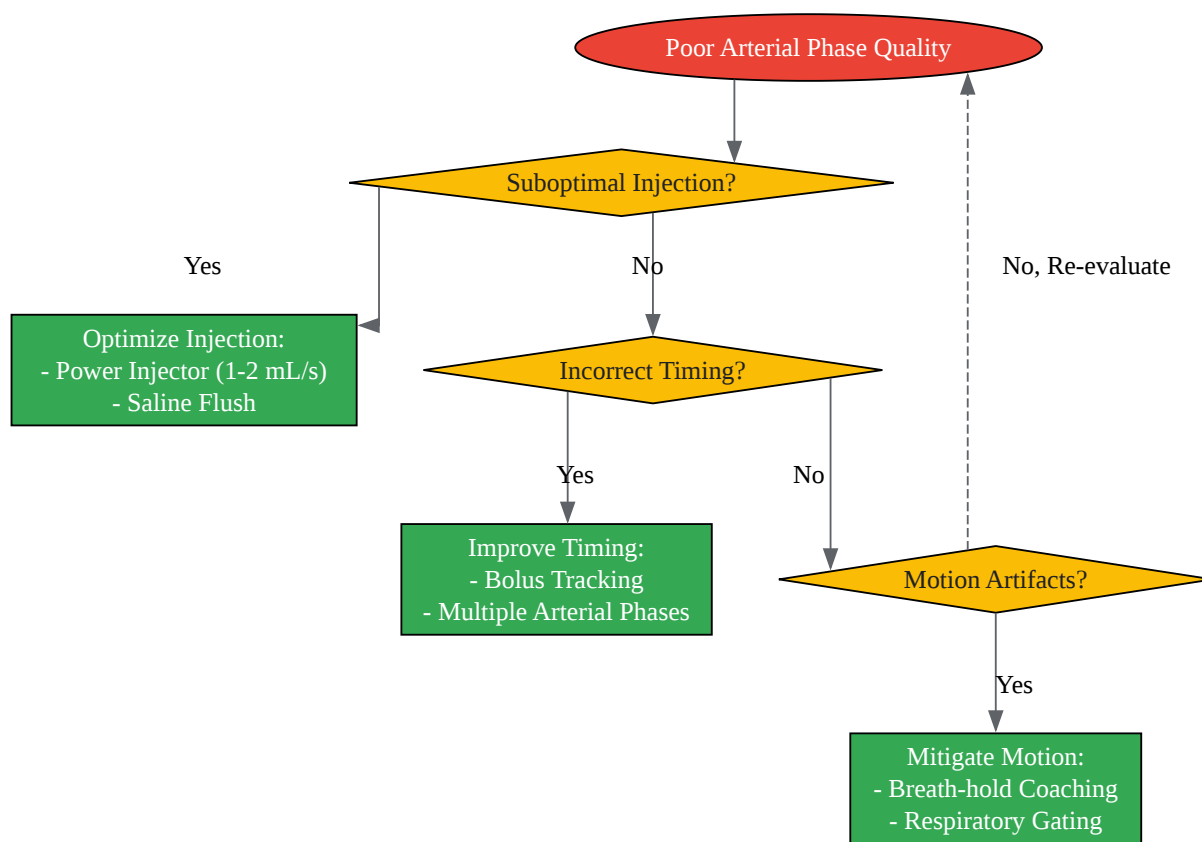 Poor Arterial Phase Quality
Suboptimal Injection?
Yes
No
No, Re-evaluate
Optimize Injection:
- Power Injector (1-2 mL/s)
- Saline Flush
Incorrect Timing?
Yes
No
Improve Timing:
- Bolus Tracking
- Multiple Arterial Phases
Motion Artifacts?
Yes
Mitigate Motion:
- Breath-hold Coaching
- Respiratory Gating